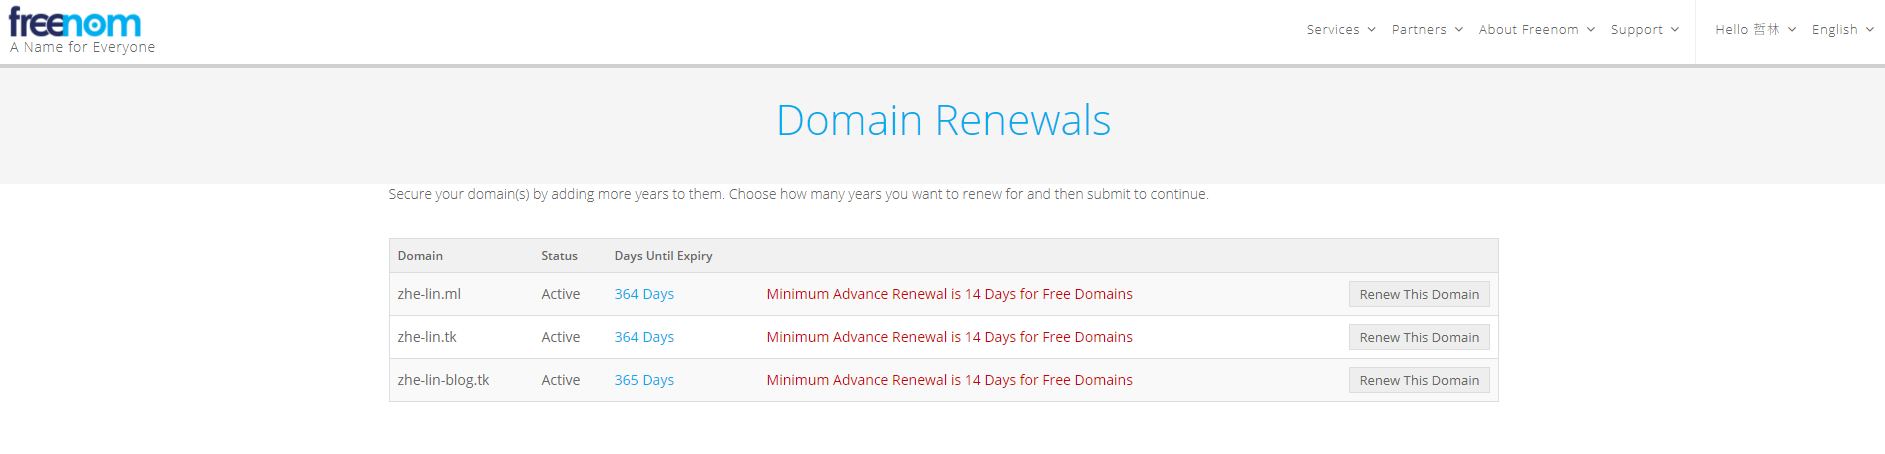 freenom
A Name for Everyone
Services Partners About Freenom Support Hello 哲林 English
Domain Renewals
Secure your domain(s) by adding more years to them. Choose how many years you want to renew for and then submit to continue.
Domain Status Days Until Expiry
zhe-lin.ml Active 364 Days Minimum Advance Renewal is 14 Days for Free Domains Renew This Domain
zhe-lin.tk Active 364 Days Minimum Advance Renewal is 14 Days for Free Domains Renew This Domain
zhe-lin-blog.tk Active 365 Days Minimum Advance Renewal is 14 Days for Free Domains Renew This Domain